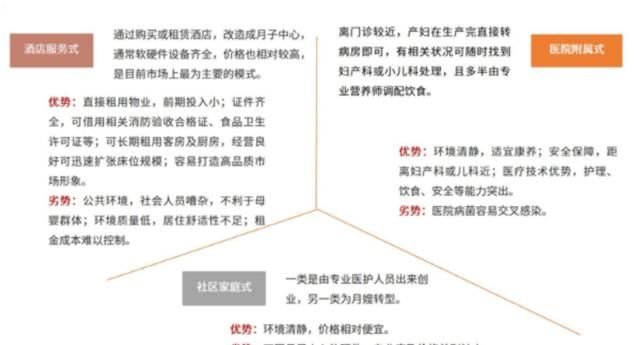 酒店服务式
通过购买或租赁酒店，改造成月子中心，
通常软硬件设备齐全，价格也相对较高，
是目前市场上最为主要的模式。
优势：直接租用物业，前期投入小；证件齐
全，可借用相关消防验收合格证、食品卫生
许可证等；可长期租用客房及厨房，经营良
好可迅速扩张床位规模；容易打造高品质市
场形象。
劣势：公共环境，社会人员嘈杂，不利于母
婴群体；环境质量低，居住舒适性不足；租
金成本难以控制。
离门诊较近，产妇在生产完直接转
病房即可，有相关状况可随时找到
妇产科或小儿科处理，且多半由专
业营养师调配饮食。
医院附属式
优势：环境清静，适宜康养；安全保障，距
离妇产科或儿科近；医疗技术优势，护理、
饮食、安全等能力突出。
劣势：医院病菌容易交叉感染。
社区家庭式
一类是由专业医护人员出来创
业，另一类为月嫂转型。
优势：环境清静，价格相对便宜。